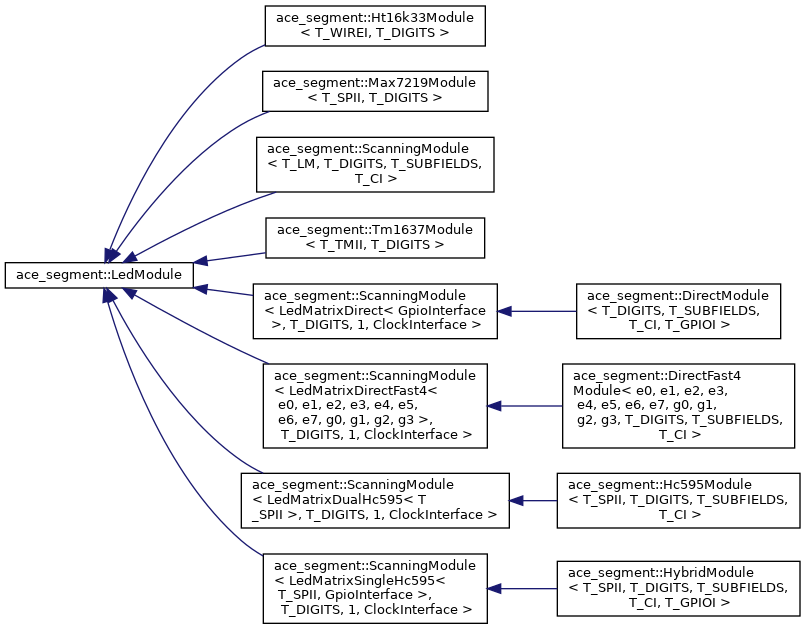 ace_segment::Ht16k33Module
< T_WIREI, T_DIGITS >
ace_segment::Max7219Module
< T_SPII, T_DIGITS >
ace_segment::ScanningModule
< T_LM, T_DIGITS, T_SUBFIELDS,
T_CI >
ace_segment::Tm1637Module
< T_TMII, T_DIGITS >
ace_segment::LedModule
ace_segment::ScanningModule
< LedMatrixDirect< GpioInterface
>, T_DIGITS, 1, ClockInterface >
ace_segment::DirectModule
< T_DIGITS, T_SUBFIELDS,
T_CI, T_GPIOI >
ace_segment::ScanningModule
< LedMatrixDirectFast4<
e0, e1, e2, e3, e4, e5,
e6, e7, g0, g1, g2, g3 >,
T_DIGITS, 1, ClockInterface >
ace_segment::DirectFast4
Module< e0, e1, e2, e3,
e4, e5, e6, e7, g0, g1,
g2, g3, T_DIGITS, T_SUBFIELDS,
T_CI >
ace_segment::ScanningModule
< LedMatrixDualHc595< T
_SPII >, T_DIGITS, 1, ClockInterface >
ace_segment::Hc595Module
< T_SPII, T_DIGITS, T_SUBFIELDS,
T_CI >
ace_segment::ScanningModule
< LedMatrixSingleHc595<
T_SPII, GpioInterface >,
T_DIGITS, 1, ClockInterface >
ace_segment::HybridModule
< T_SPII, T_DIGITS, T_SUBFIELDS,
T_CI, T_GPIOI >